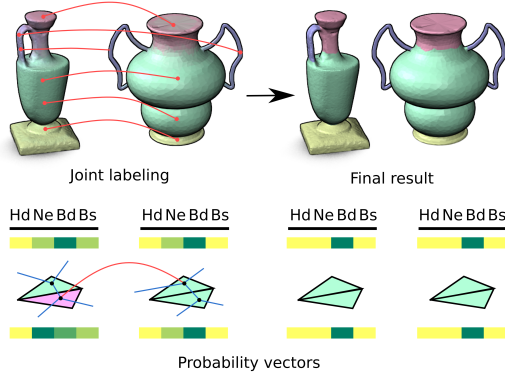 Joint labeling
Final result
Hd Ne Bd Bs
Hd Ne Bd Bs
Hd Ne Bd Bs
Hd Ne Bd Bs
Probability vectors